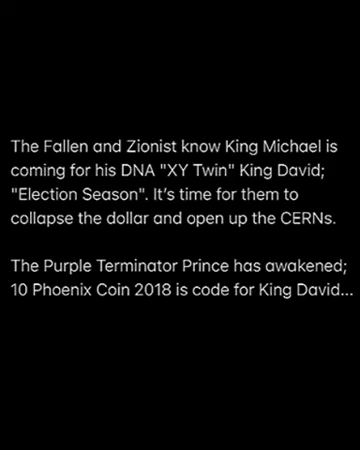 The Fallen and Zionist know King Michael is
coming for his DNA "XY Twin" King David;
"Election Season". It's time for them to
collapse the dollar and open up the CERNs.
The Purple Terminator Prince has awakened;
10 Phoenix Coin 2018 is code for King David...